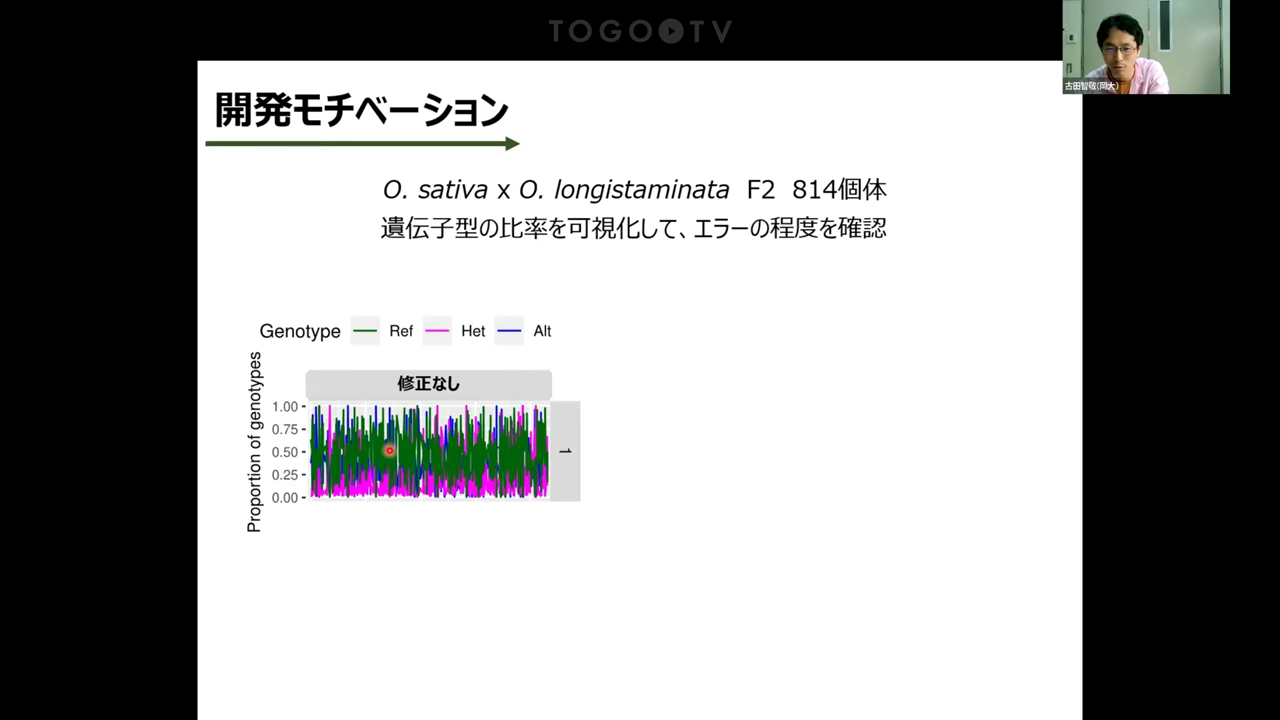 TOGO TV
古田智敬(岡大)
開発モチベーション
O. sativa x O. longistaminata F2 814個体
遺伝子型の比率を可視化して、エラーの程度を確認
Genotype Ref Het Alt
Proportion of genotypes
修正なし
1.00
0.75
0.50
0.25
0.00
1